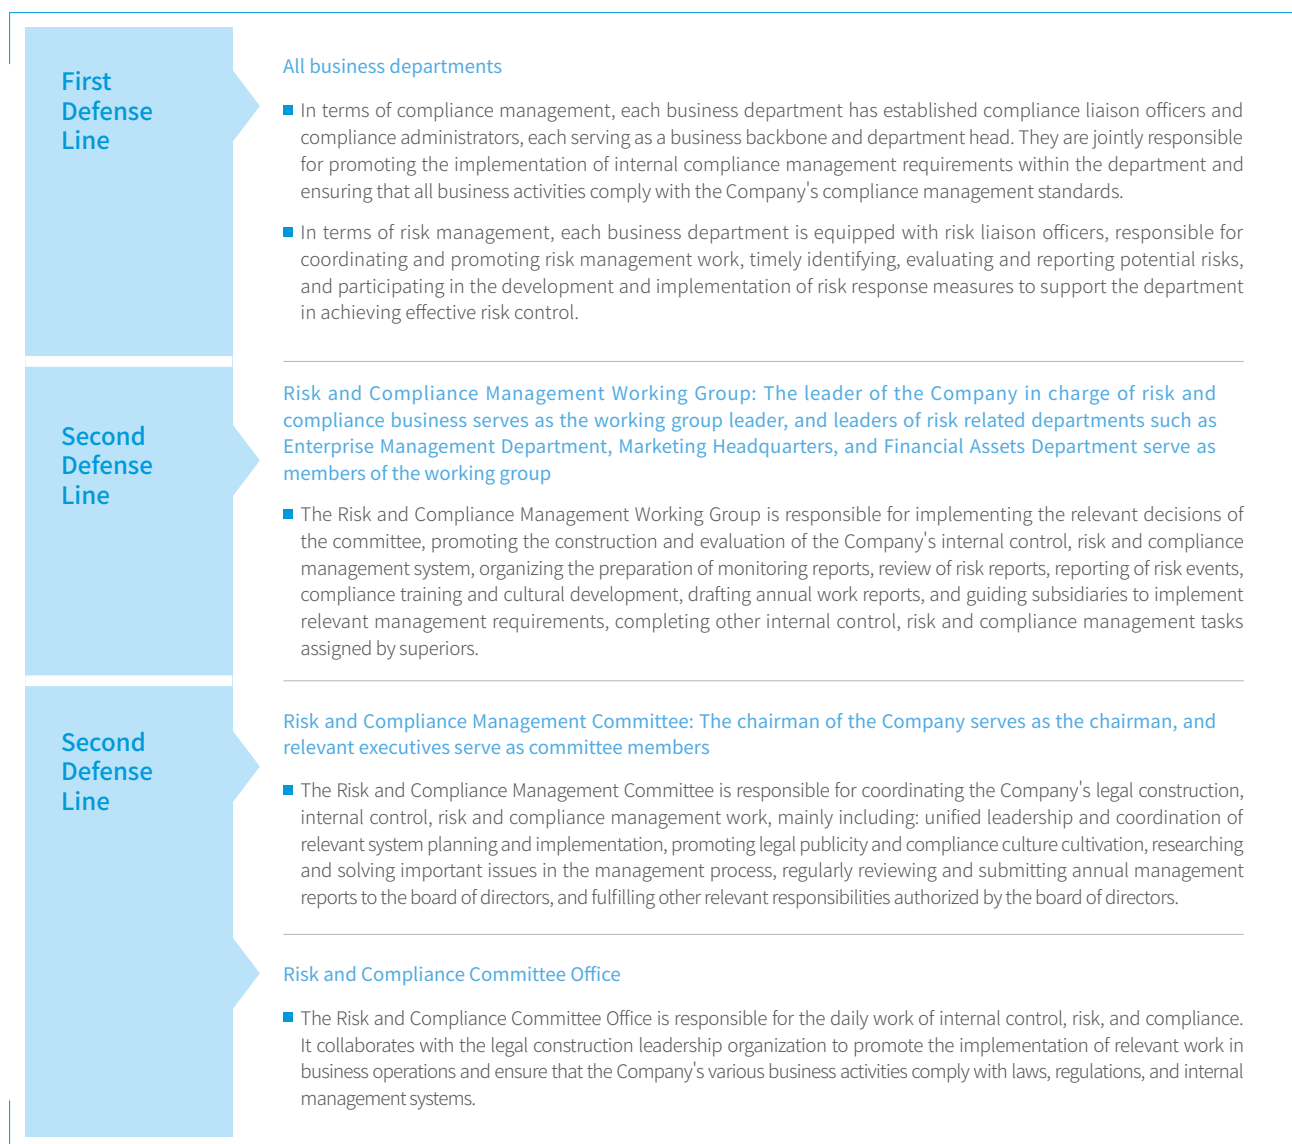 First
Defense
Line
All business departments
In terms of compliance management, each business department has established compliance liaison officers and
compliance administrators, each serving as a business backbone and department head. They are jointly responsible
for promoting the implementation of internal compliance management requirements within the department and
ensuring that all business activities comply with the Company's compliance management standards.
In terms of risk management, each business department is equipped with risk liaison officers, responsible for
coordinating and promoting risk management work, timely identifying, evaluating and reporting potential risks,
and participating in the development and implementation of risk response measures to support the department
in achieving effective risk control.
Second
Defense
Line
Risk and Compliance Management Working Group: The leader of the Company in charge of risk and
compliance business serves as the working group leader, and leaders of risk related departments such as
Enterprise Management Department, Marketing Headquarters, and Financial Assets Department serve as
members of the working group
The Risk and Compliance Management Working Group is responsible for implementing the relevant decisions of
the committee, promoting the construction and evaluation of the Company's internal control, risk and compliance
management system, organizing the preparation of monitoring reports, review of risk reports, reporting of risk events,
compliance training and cultural development, drafting annual work reports, and guiding subsidiaries to implement
relevant management requirements, completing other internal control, risk and compliance management tasks
assigned by superiors.
Second
Defense
Line
Risk and Compliance Management Committee: The chairman of the Company serves as the chairman, and
relevant executives serve as committee members
The Risk and Compliance Management Committee is responsible for coordinating the Company's legal construction,
internal control, risk and compliance management work, mainly including: unified leadership and coordination of
relevant system planning and implementation, promoting legal publicity and compliance culture cultivation, researching
and solving important issues in the management process, regularly reviewing and submitting annual management
reports to the board of directors, and fulfilling other relevant responsibilities authorized by the board of directors.
Risk and Compliance Committee Office
The Risk and Compliance Committee Office is responsible for the daily work of internal control, risk, and compliance.
It collaborates with the legal construction leadership organization to promote the implementation of relevant work in
business operations and ensure that the Company's various business activities comply with laws, regulations, and internal
management systems.